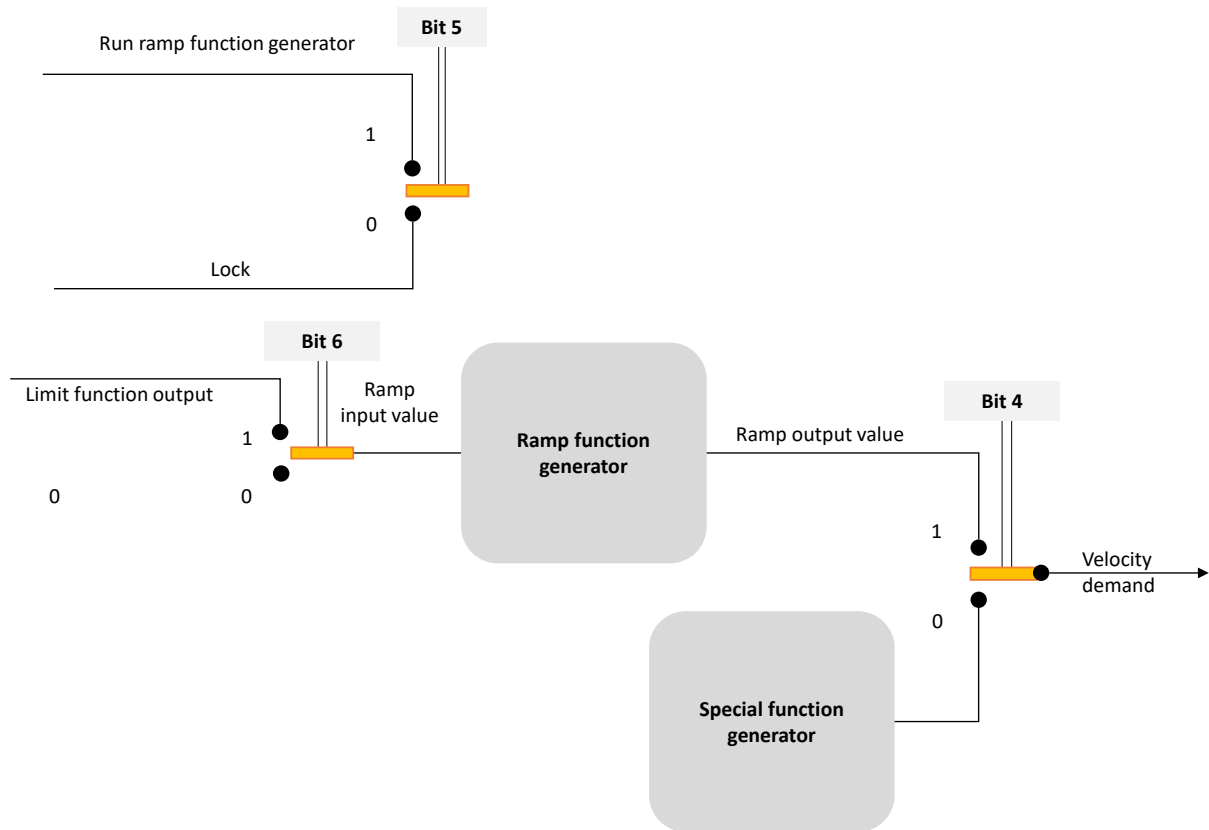 Bit 5
Run ramp function generator
1
0
Lock
Bit 6
Limit function output
Ramp
input value
1
0
0
Ramp function
generator
Ramp output value
Bit 4
1
0
Velocity
demand
Special function
generator